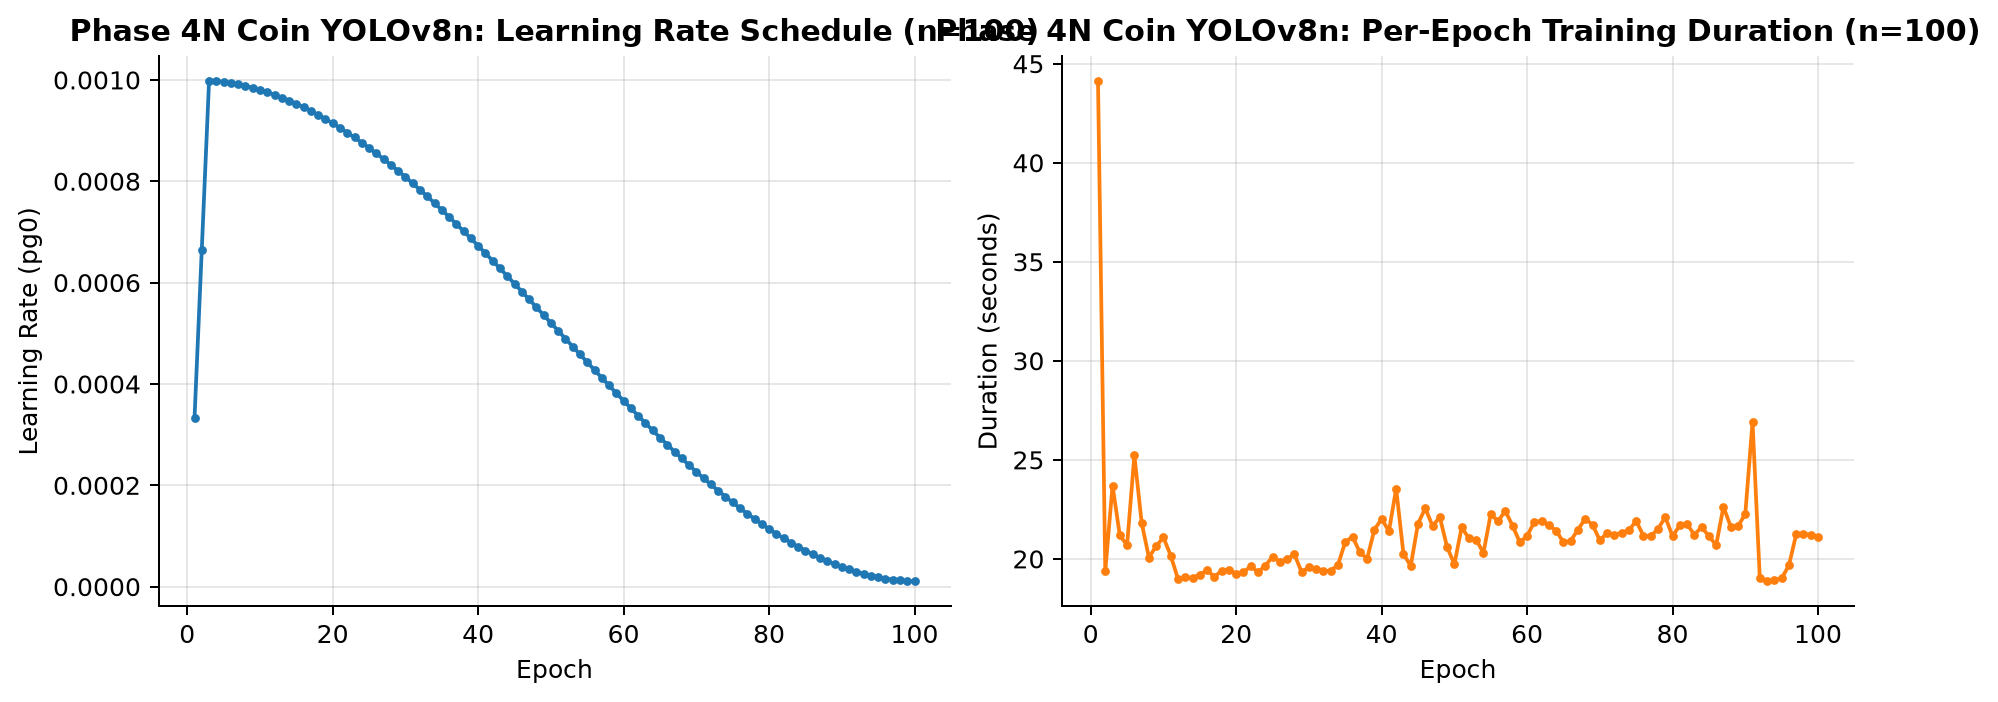 Phase 4N Coin YOLOv8n: Learning Rate Schedule (n=100)
Learning Rate (pg0)
0.0010
0.0008
0.0006
0.0004
0.0002
0.0000
0 20 40 60 80 100
Epoch
Phase 4N Coin YOLOv8n: Per-Epoch Training Duration (n=100)
Duration (seconds)
45
40
35
30
25
20
0 20 40 60 80 100
Epoch